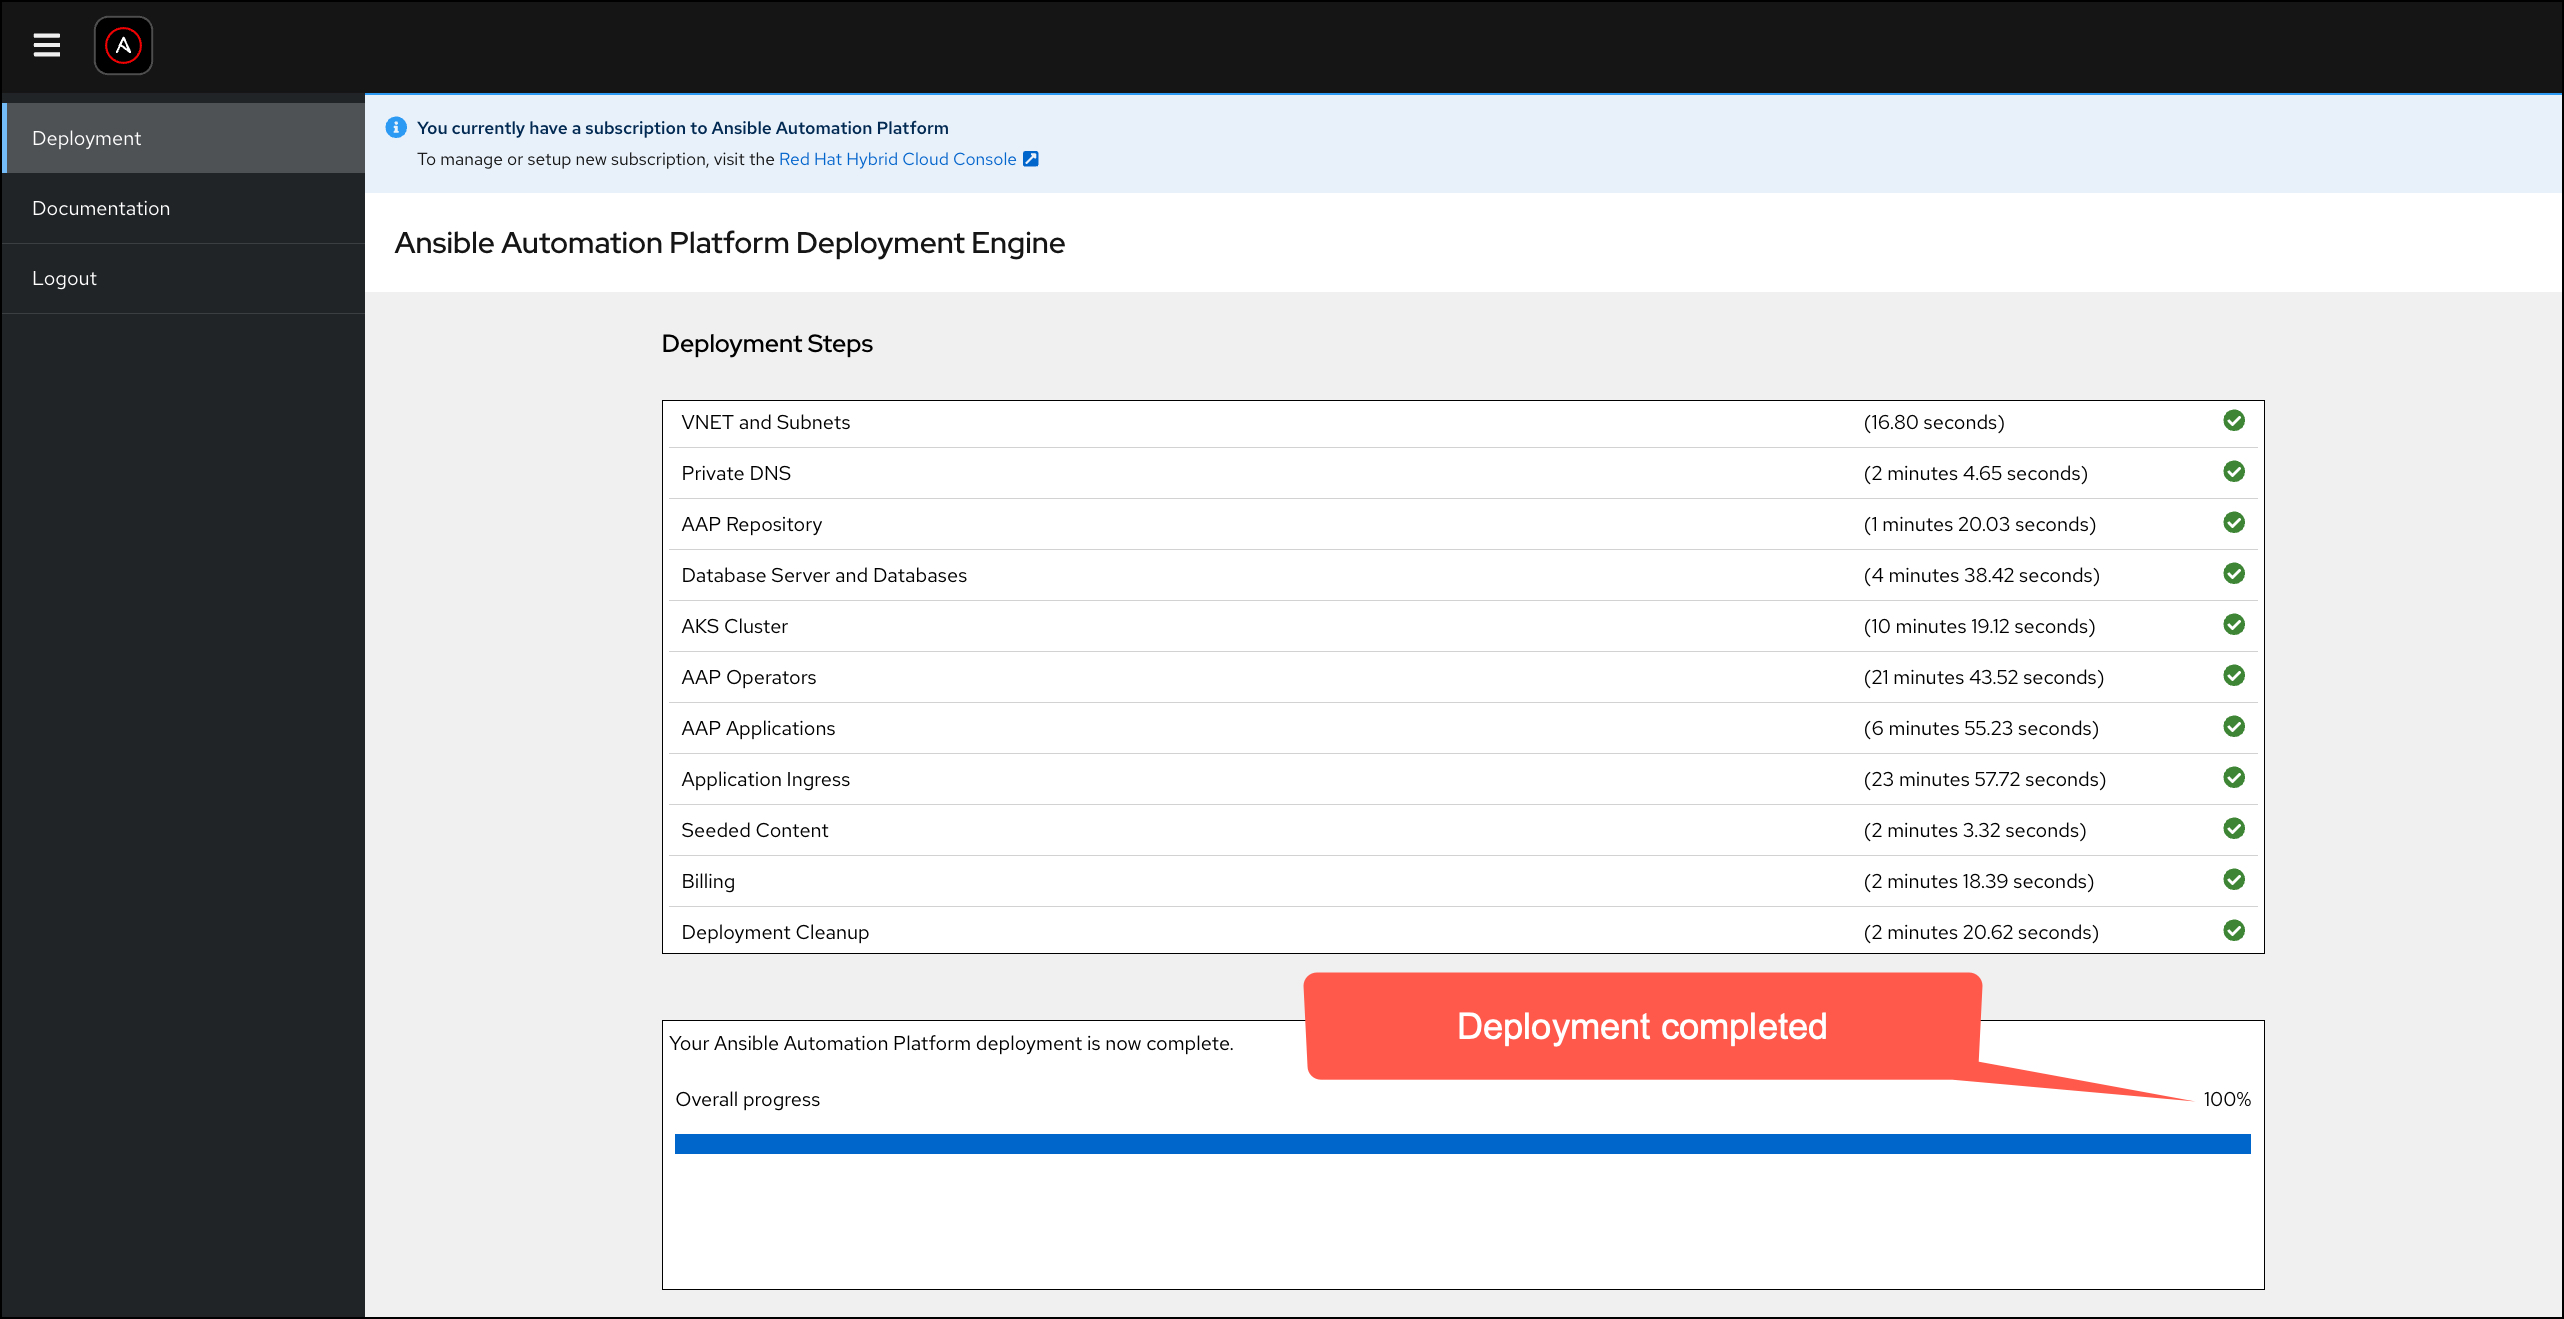 Deployment
Documentation
Logout
You currently have a subscription to Ansible Automation Platform
To manage or setup new subscription, visit the Red Hat Hybrid Cloud Console
Ansible Automation Platform Deployment Engine
Deployment Steps
VNET and Subnets (16.80 seconds)
Private DNS (2 minutes 4.65 seconds)
AAP Repository (1 minutes 20.03 seconds)
Database Server and Databases (4 minutes 38.42 seconds)
AKS Cluster (10 minutes 19.12 seconds)
AAP Operators (21 minutes 43.52 seconds)
AAP Applications (6 minutes 55.23 seconds)
Application Ingress (23 minutes 57.72 seconds)
Seeded Content (2 minutes 3.32 seconds)
Billing (2 minutes 18.39 seconds)
Deployment Cleanup (2 minutes 20.62 seconds)
Deployment completed
Your Ansible Automation Platform deployment is now complete.
Overall progress 100%